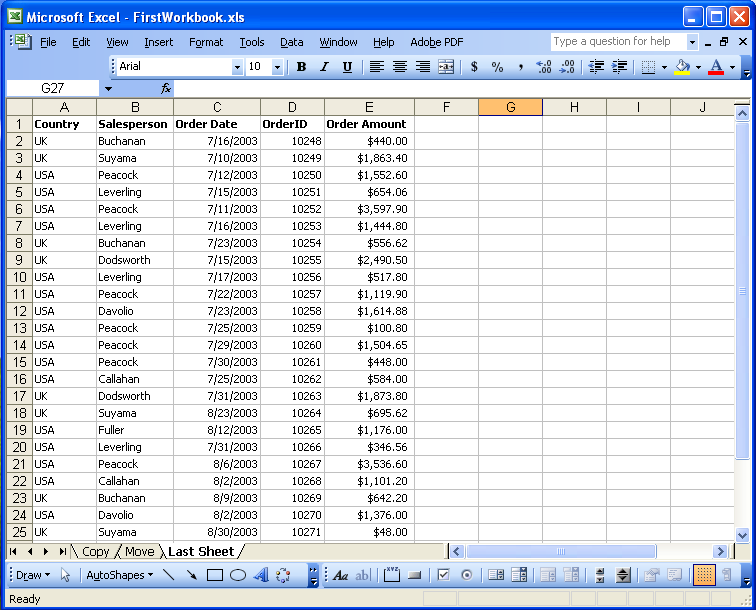 Microsoft Excel - FirstWorkbook.xls
File Edit View Insert Format Tools Data Window Help Adobe PDF Type a question for help
Arial 10 B I U $ % ,
G27 fx
A B C D E F G H I J
1 Country Salesperson Order Date OrderID Order Amount
2 UK Buchanan 7/16/2003 10248 $440.00
3 UK Suyama 7/10/2003 10249 $1,863.40
4 USA Peacock 7/12/2003 10250 $1,552.60
5 USA Leverling 7/15/2003 10251 $654.06
6 USA Peacock 7/11/2003 10252 $3,597.90
7 USA Leverling 7/16/2003 10253 $1,444.80
8 UK Buchanan 7/23/2003 10254 $556.62
9 UK Dodsworth 7/15/2003 10255 $2,490.50
10 USA Leverling 7/17/2003 10256 $517.80
11 USA Peacock 7/22/2003 10257 $1,119.90
12 USA Davolio 7/23/2003 10258 $1,614.88
13 USA Peacock 7/25/2003 10259 $100.80
14 USA Peacock 7/29/2003 10260 $1,504.65
15 USA Peacock 7/30/2003 10261 $448.00
16 USA Callahan 7/25/2003 10262 $584.00
17 UK Dodsworth 7/31/2003 10263 $1,873.80
18 UK Suyama 8/23/2003 10264 $695.62
19 USA Fuller 8/12/2003 10265 $1,176.00
20 USA Leverling 7/31/2003 10266 $346.56
21 USA Peacock 8/6/2003 10267 $3,536.60
22 USA Callahan 8/2/2003 10268 $1,101.20
23 UK Buchanan 8/9/2003 10269 $642.20
24 USA Davolio 8/2/2003 10270 $1,376.00
25 UK Suyama 8/30/2003 10271 $48.00
Copy Move Last Sheet
Draw AutoShapes Aa ab
Ready